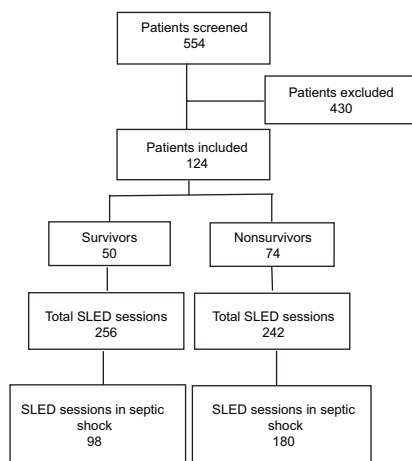 Patients screened
554
Patients excluded
430
Patients included
124
Survivors
50
Nonsurvivors
74
Total SLED sessions
256
Total SLED sessions
242
SLED sessions in septic
shock
98
SLED sessions in septic
shock
180